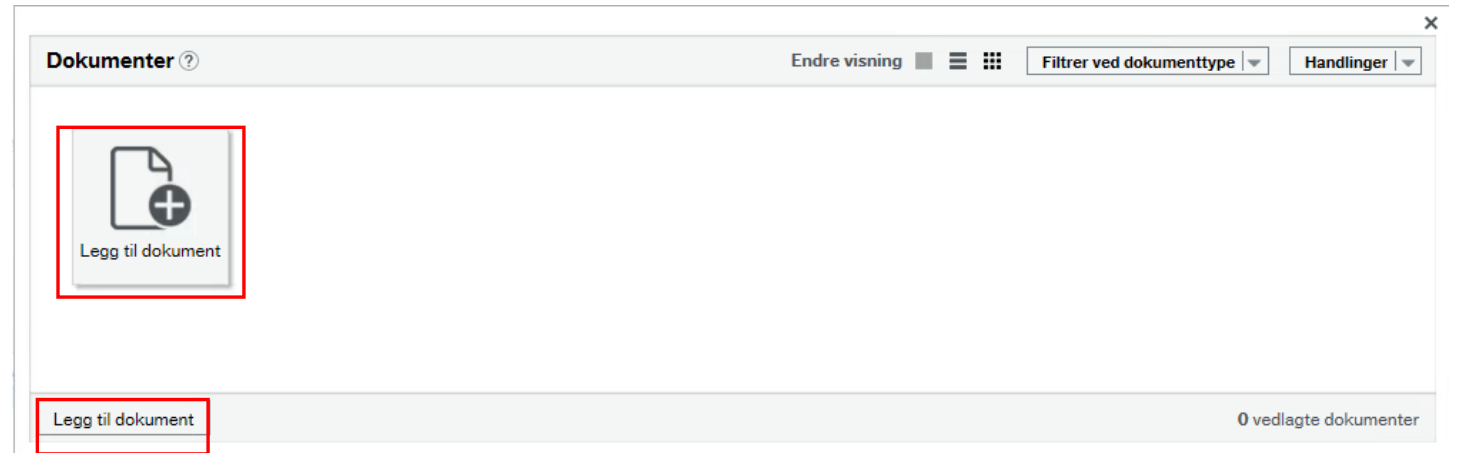 Dokumenter ?
Endre visning
Filtrer ved dokumenttype
Handlinger
Legg til dokument
Legg til dokument
0 vedlagte dokumenter